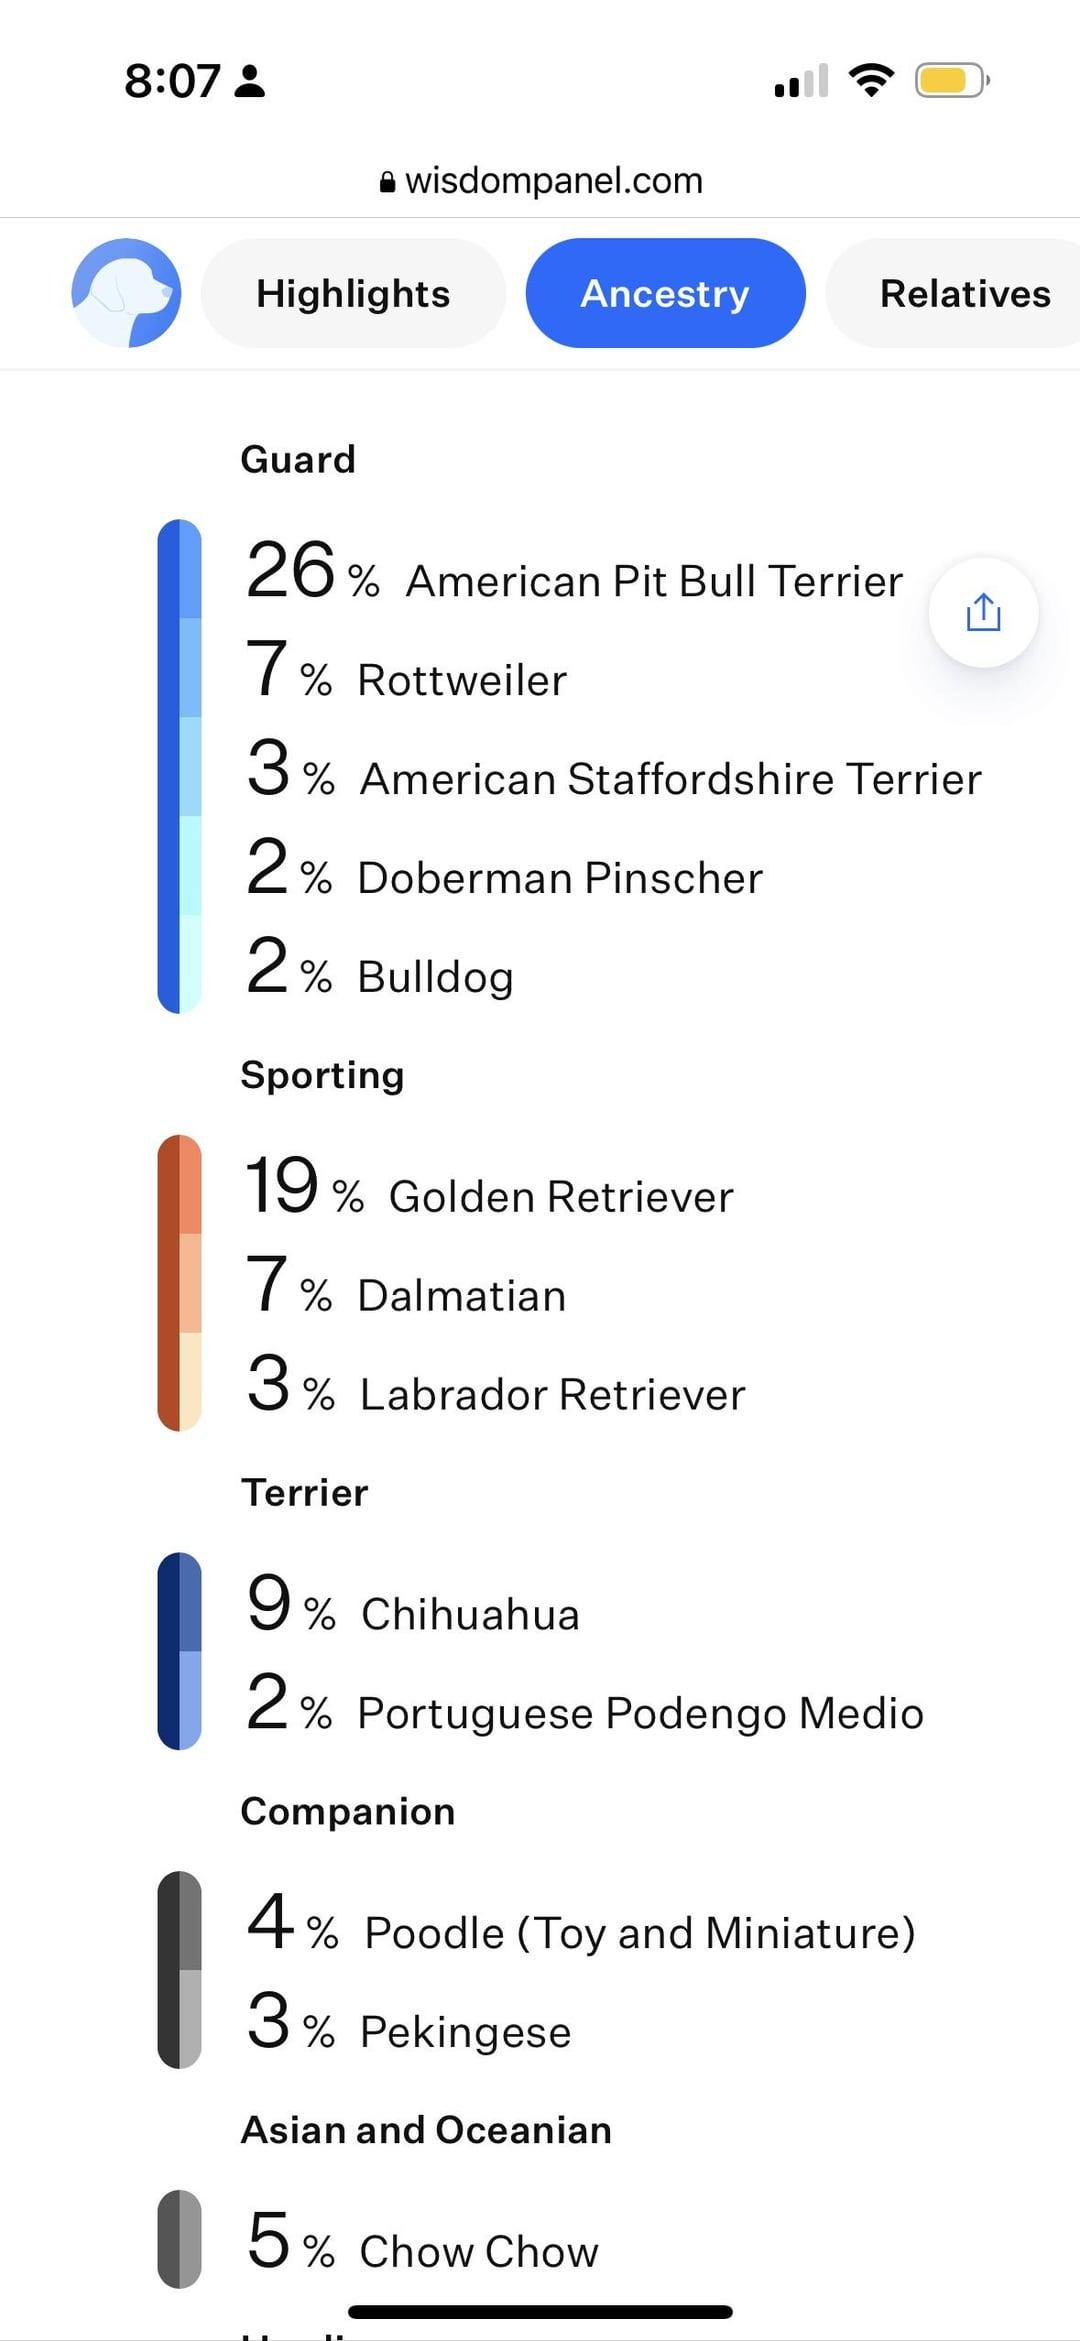 8:07
wisdompanel.com
Highlights Ancestry Relatives
Guard
26 % American Pit Bull Terrier
7 % Rottweiler
3 % American Staffordshire Terrier
2 % Doberman Pinscher
2 % Bulldog
Sporting
19 % Golden Retriever
7 % Dalmatian
3 % Labrador Retriever
Terrier
9 % Chihuahua
2 % Portuguese Podengo Medio
Companion
4 % Poodle (Toy and Miniature)
3 % Pekingese
Asian and Oceanian
5 % Chow Chow